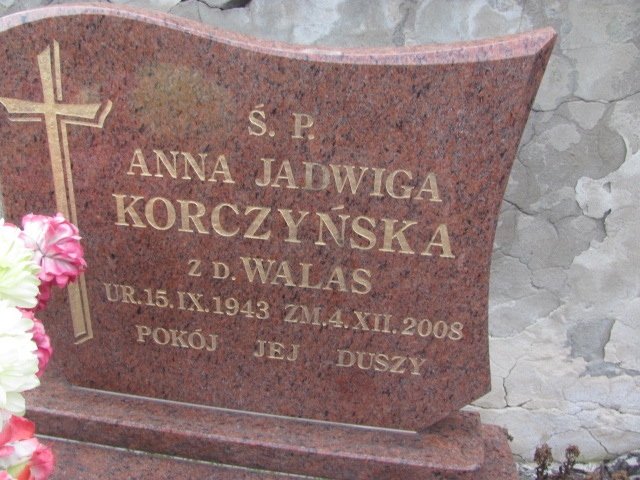 Ś. P.
ANNA JADWIGA
KORCZYŃSKA
Z D. WALAS
UR. 15. IX. 1943 ZM. 4. XII. 2008
POKÓJ JEJ DUSZY